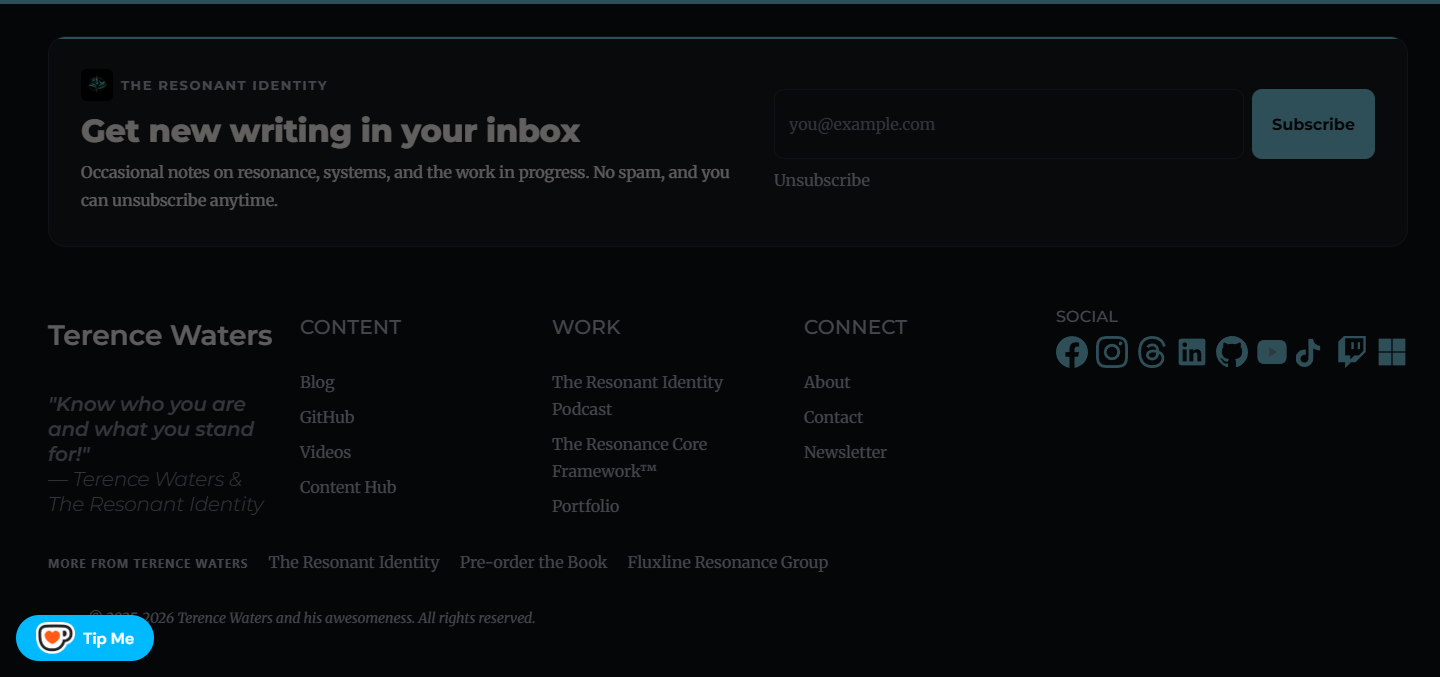 THE RESONANT IDENTITY
Get new writing in your inbox
Occasional notes on resonance, systems, and the work in progress. No spam, and you
can unsubscribe anytime.
you@example.com
Subscribe
Unsubscribe
Terence Waters
"Know who you are
and what you stand
for!"
— Terence Waters &
The Resonant Identity
CONTENT
Blog
GitHub
Videos
Content Hub
WORK
The Resonant Identity
Podcast
The Resonance Core
Framework™
Portfolio
CONNECT
About
Contact
Newsletter
SOCIAL
MORE FROM TERENCE WATERS
The Resonant Identity
Pre-order the Book
Fluxline Resonance Group
© 2025-2026 Terence Waters and his awesomeness. All rights reserved.
Tip Me